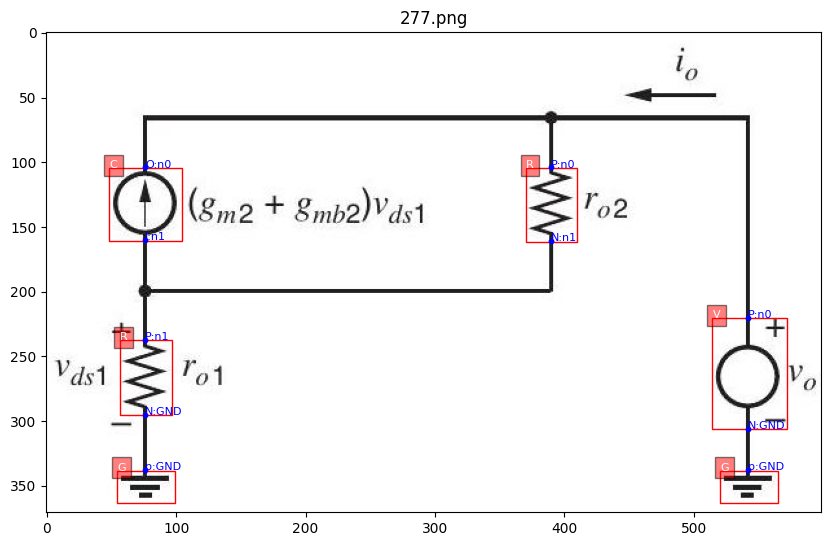 277.png
0
50
100
150
200
250
300
350
0 100 200 300 400 500
i_o
C
O:n0
R
P:n0
(g_{m2} + g_{mb2})v_{ds1}
r_{o2}
N:n1
+
R
P:n1
v_{ds1}
r_{o1}
−
N:GND
G
p:GND
V
P:n0
+
v_o
−
N:GND
G
p:GND